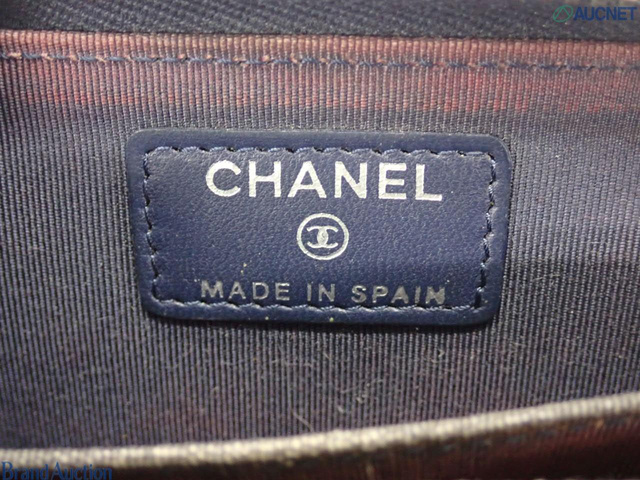 AUCNET
CHANEL
MADE IN SPAIN
Brand Auction